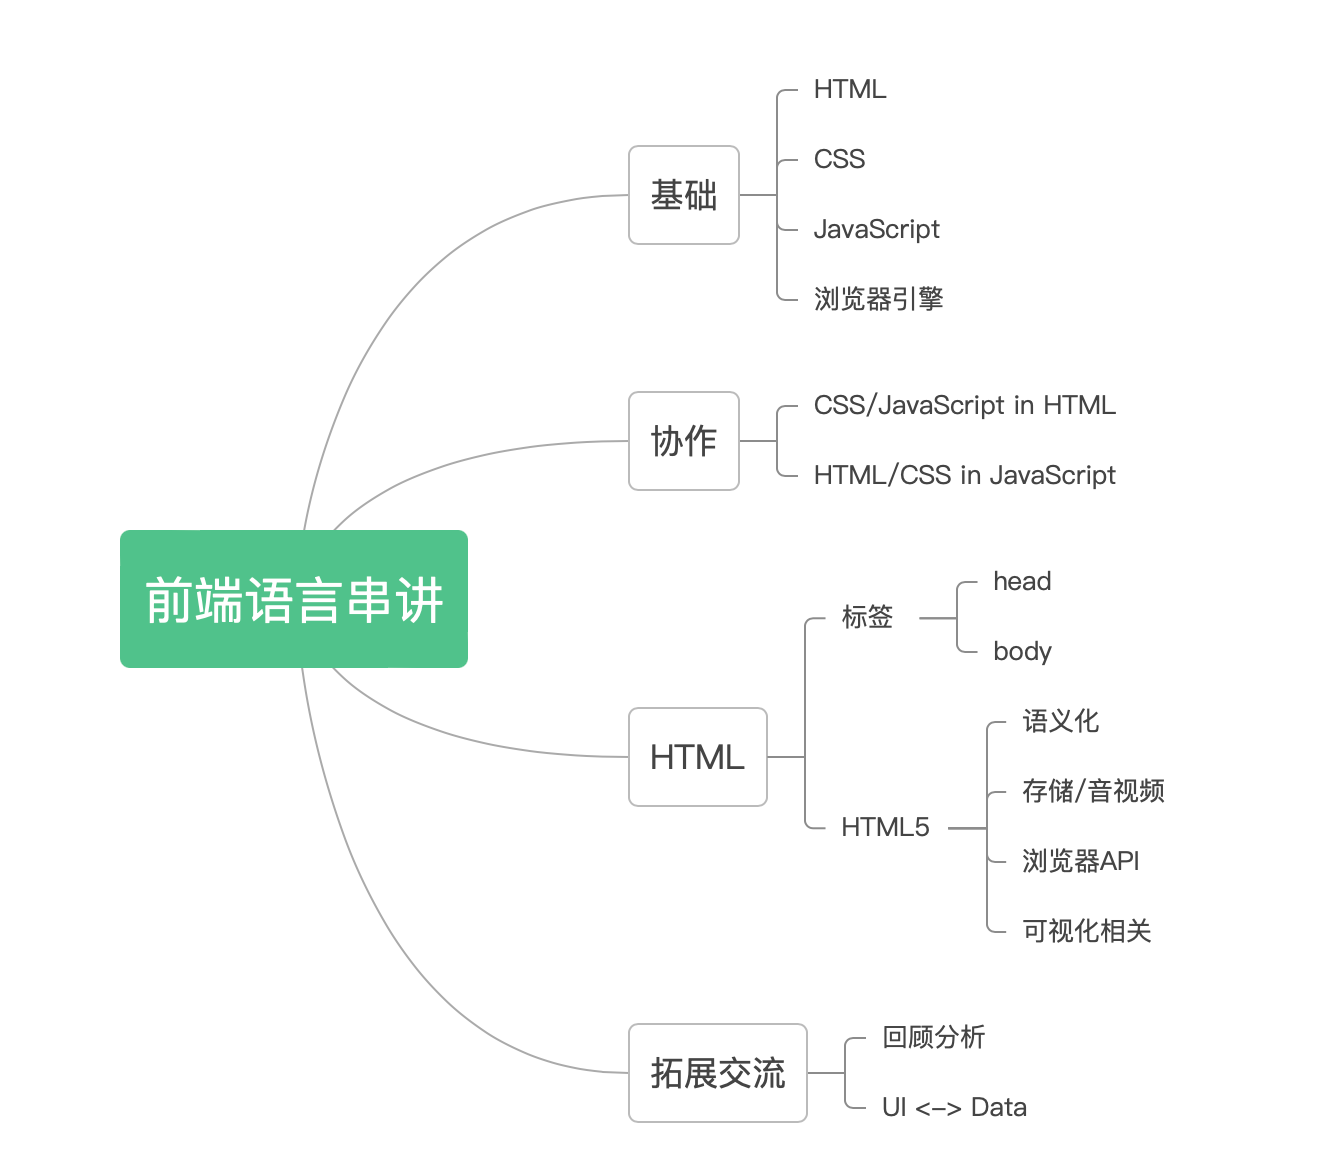 前端语言串讲
基础
HTML
CSS
JavaScript
浏览器引擎
协作
CSS/JavaScript in HTML
HTML/CSS in JavaScript
HTML
标签
head
body
HTML5
语义化
存储/音视频
浏览器API
可视化相关
拓展交流
回顾分析
UI <-> Data